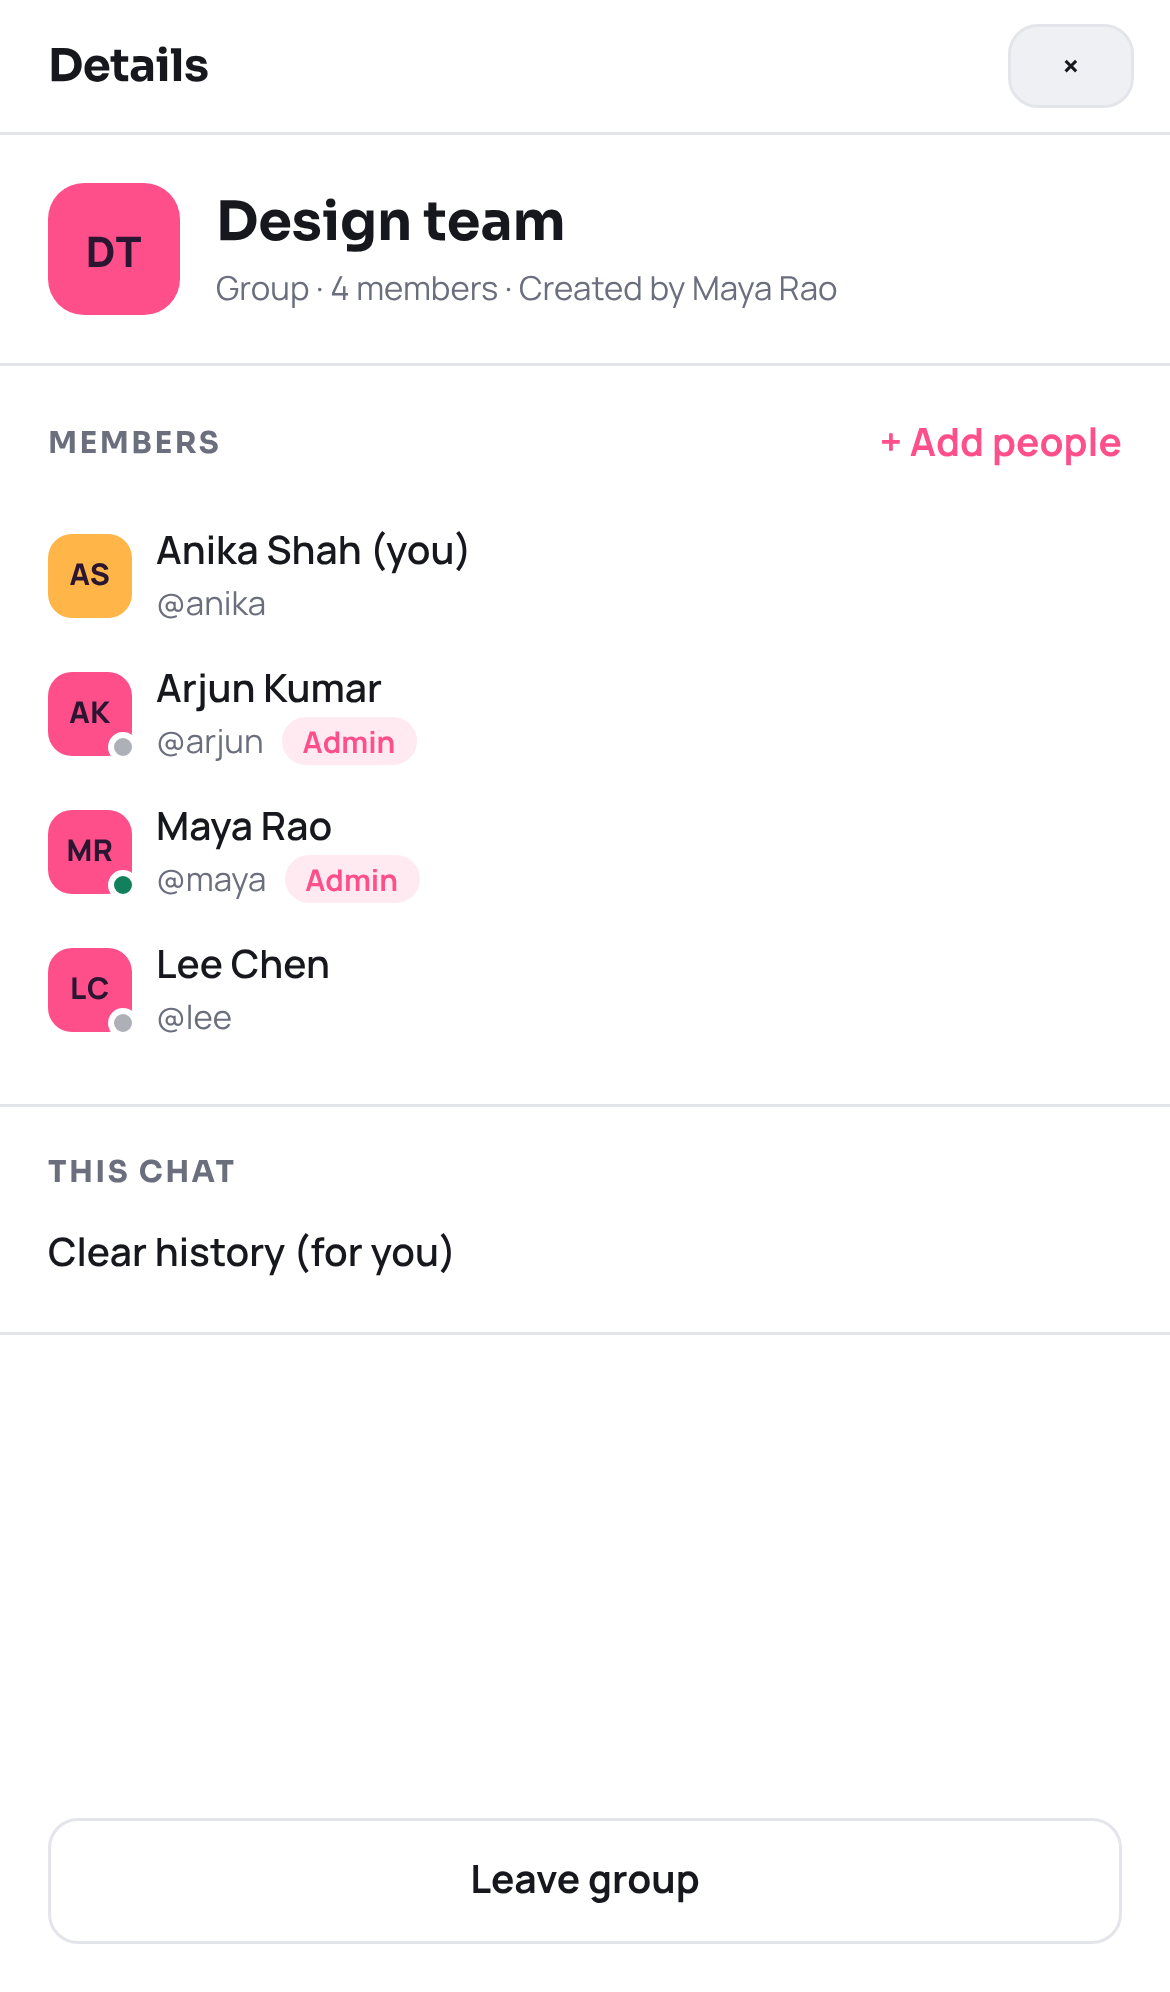 Details
×
DT
Design team
Group · 4 members · Created by Maya Rao
MEMBERS
+ Add people
AS
Anika Shah (you)
@anika
AK
Arjun Kumar
@arjun Admin
MR
Maya Rao
@maya Admin
LC
Lee Chen
@lee
THIS CHAT
Clear history (for you)
Leave group